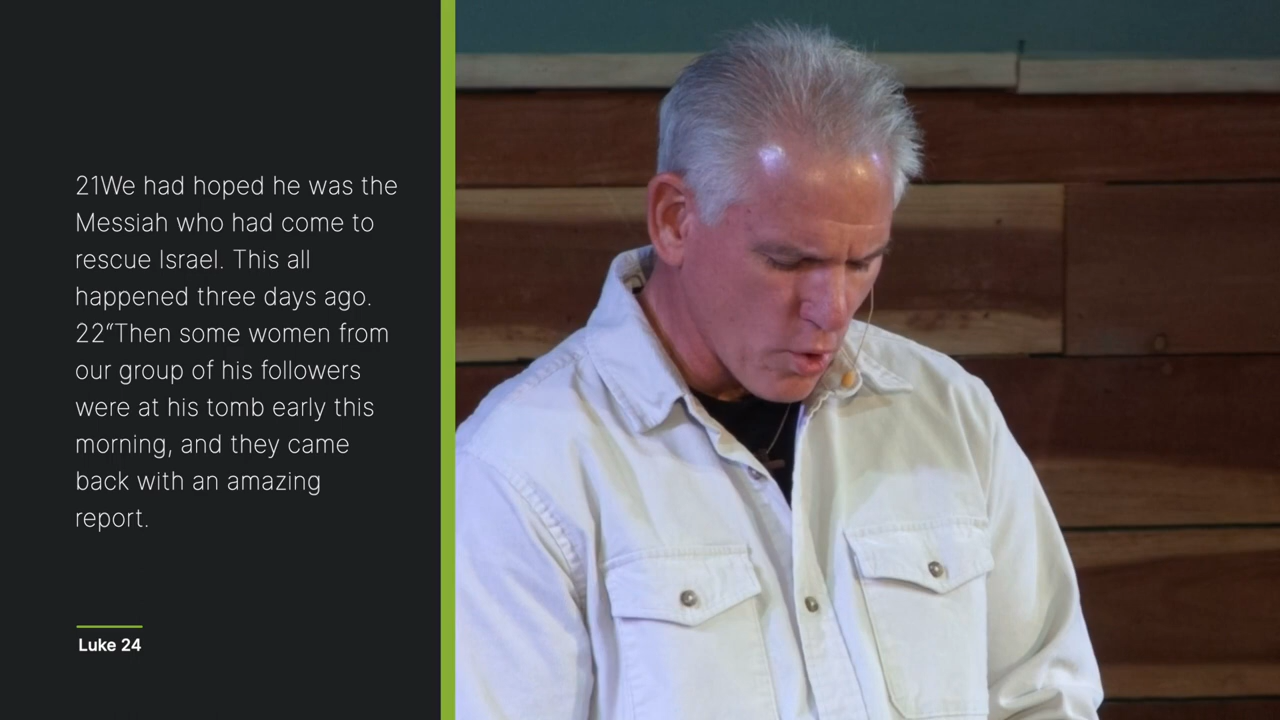 21We had hoped he was the
Messiah who had come to
rescue Israel. This all
happened three days ago.
22“Then some women from
our group of his followers
were at his tomb early this
morning, and they came
back with an amazing
report.
Luke 24